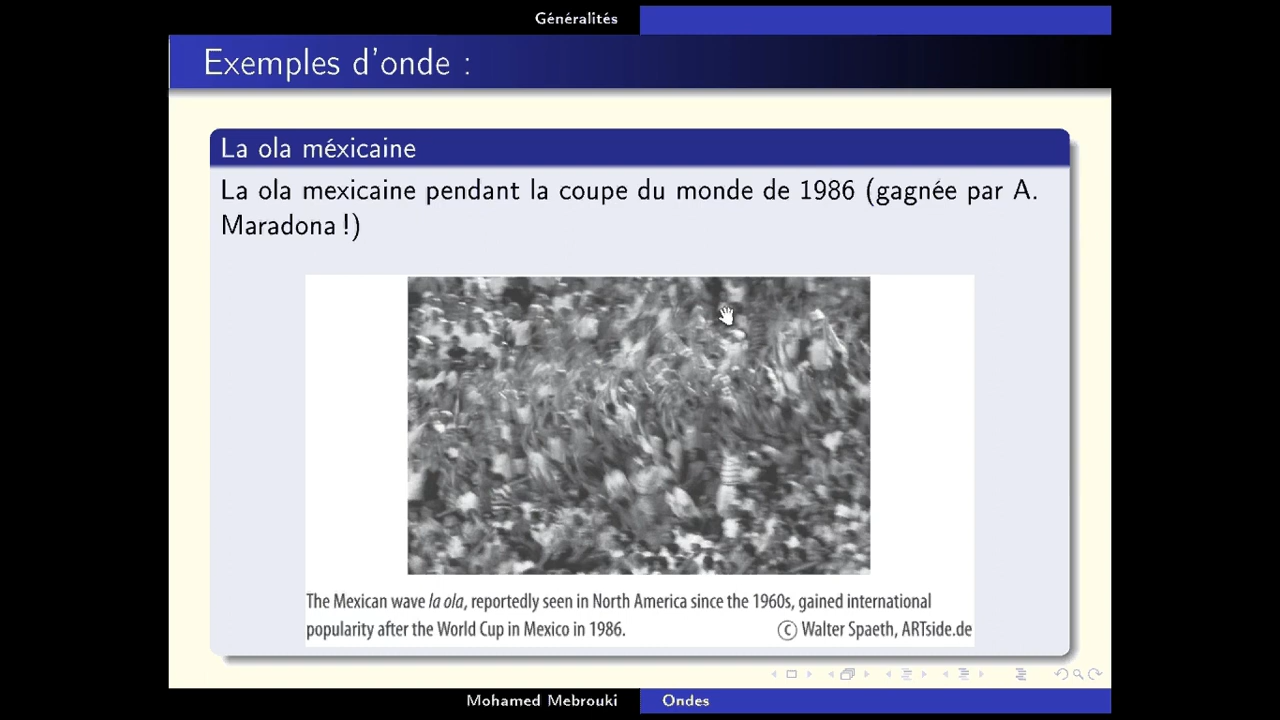 Généralités
Exemples d'onde :
La ola méxicaine
La ola mexicaine pendant la coupe du monde de 1986 (gagnée par A.
Maradona !)
The Mexican wave la ola, reportedly seen in North America since the 1960s, gained international
popularity after the World Cup in Mexico in 1986. © Walter Spaeth, ARTside.de
Mohamed Mebrouki Ondes